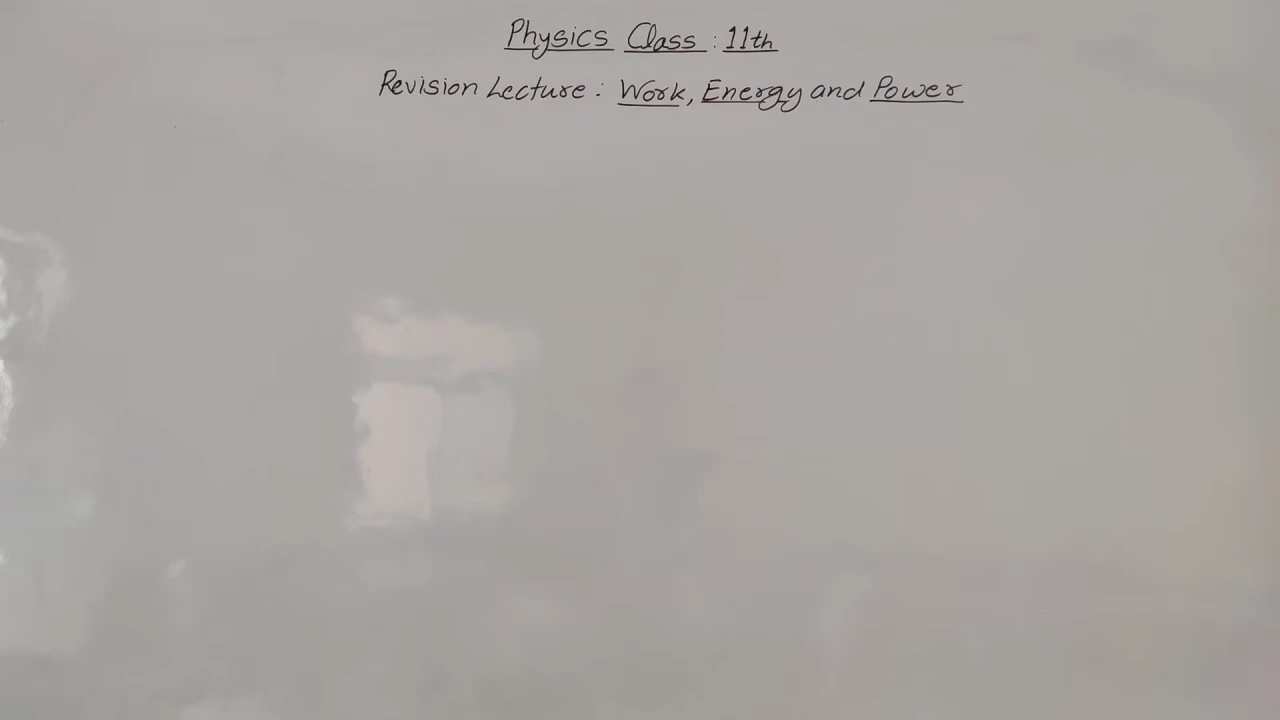 Physics Class : 11th
Revision Lecture : Work, Energy and Power